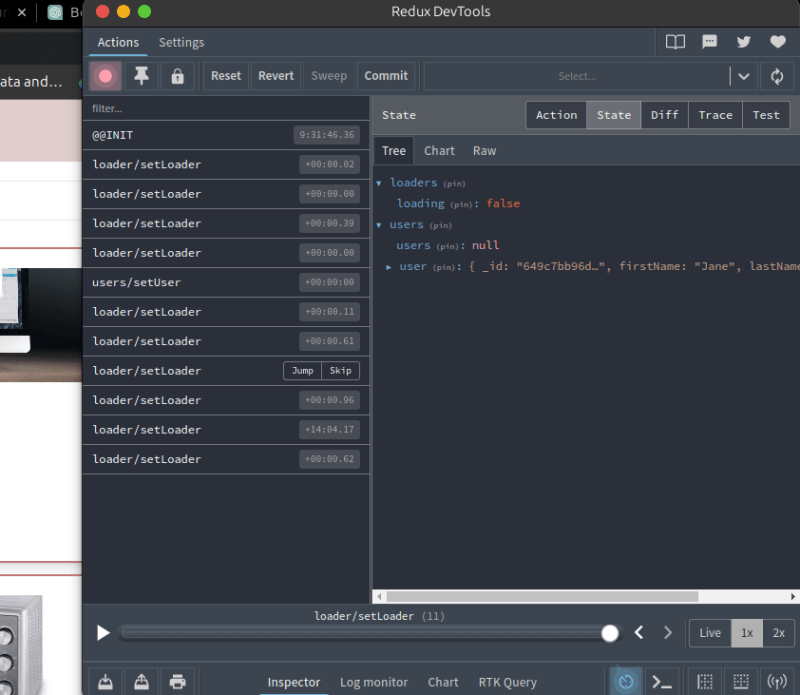 Redux DevTools
Actions Settings
ata and...
Reset Revert Sweep Commit Select...
filter...
State Action State Diff Trace Test
@@INIT 9:31:46.36
Tree Chart Raw
loader/setLoader +00:00.02
loaders (pin)
loader/setLoader +00:00.00
loading (pin): false
loader/setLoader +00:00.39
users (pin)
loader/setLoader +00:00.00
users (pin): null
user (pin): { _id: "649c7bb96d…", firstName: "Jane", lastName
users/setUser +00:00:00
loader/setLoader +00:00.11
loader/setLoader +00:00.61
loader/setLoader Jump Skip
loader/setLoader +00:00.96
loader/setLoader +14:04.17
loader/setLoader +00:00.62
loader/setLoader (11)
Live 1x 2x
Inspector Log monitor Chart RTK Query